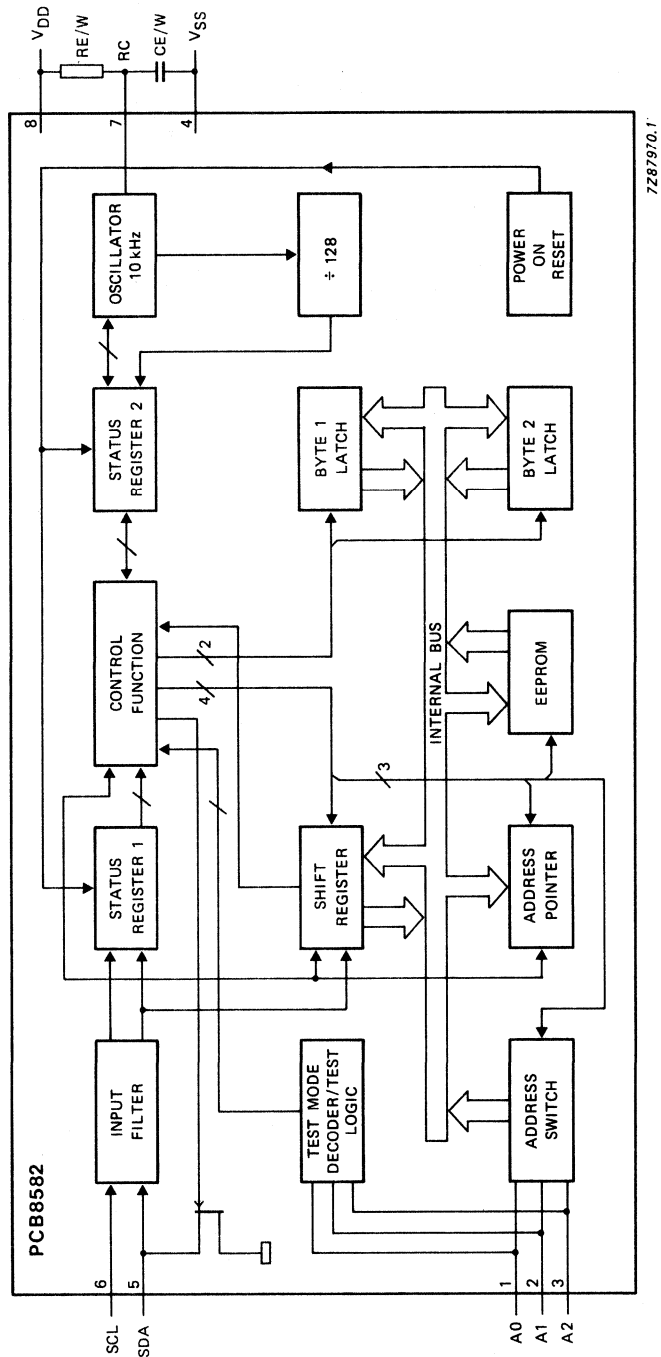 PCB8582
SCL
6
SDA
5
INPUT
FILTER
STATUS
REGISTER 1
CONTROL
FUNCTION
STATUS
REGISTER 2
OSCILLATOR
10 kHz
8
VDD
RE/W
7
RC
CE/W
4
VSS
2
4
÷ 128
TEST MODE
DECODER/TEST
LOGIC
SHIFT
REGISTER
3
INTERNAL BUS
BYTE 1
LATCH
A0
1
A1
2
A2
3
ADDRESS
SWITCH
ADDRESS
POINTER
EEPROM
BYTE 2
LATCH
POWER
ON
RESET
7Z87970.1